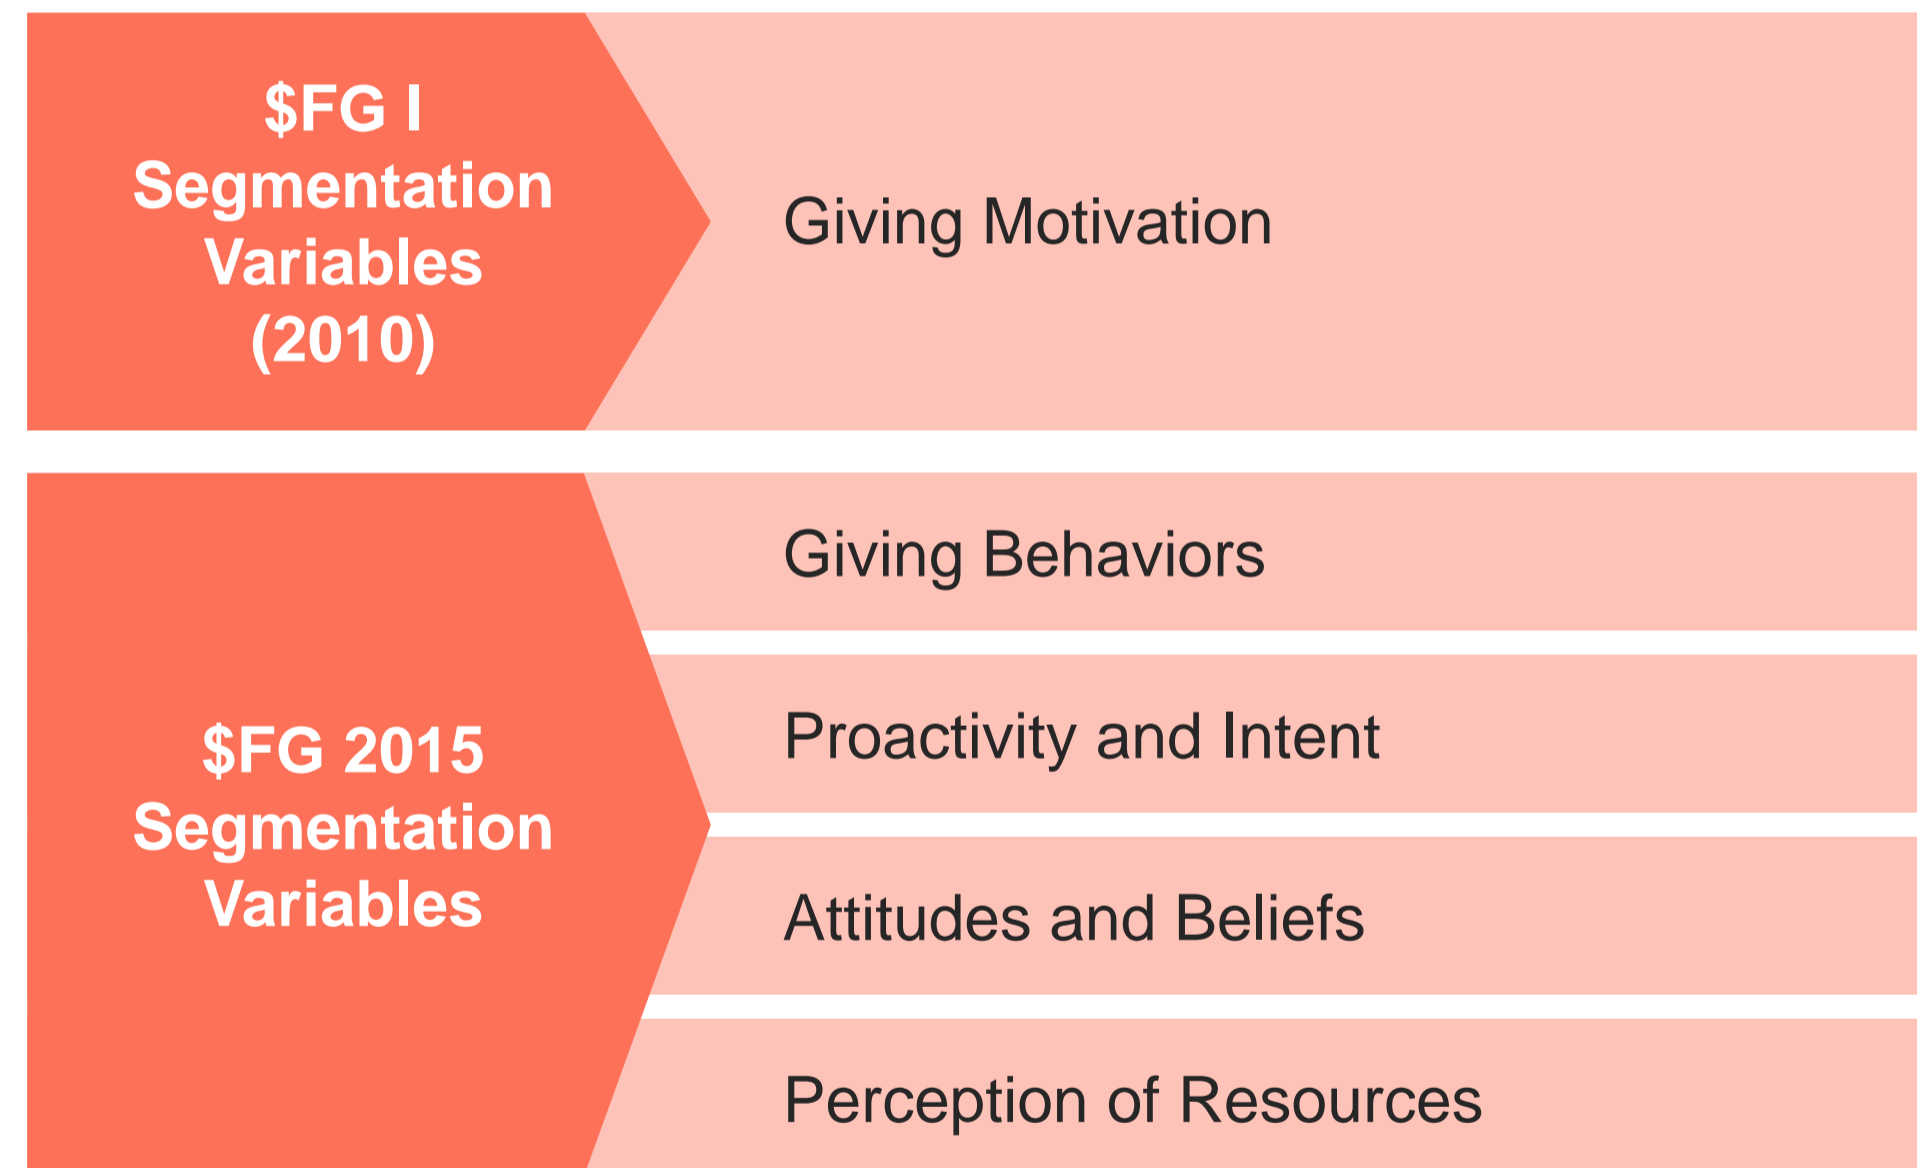 $FG I
Segmentation
Variables
(2010)
Giving Motivation
$FG 2015
Segmentation
Variables
Giving Behaviors
Proactivity and Intent
Attitudes and Beliefs
Perception of Resources